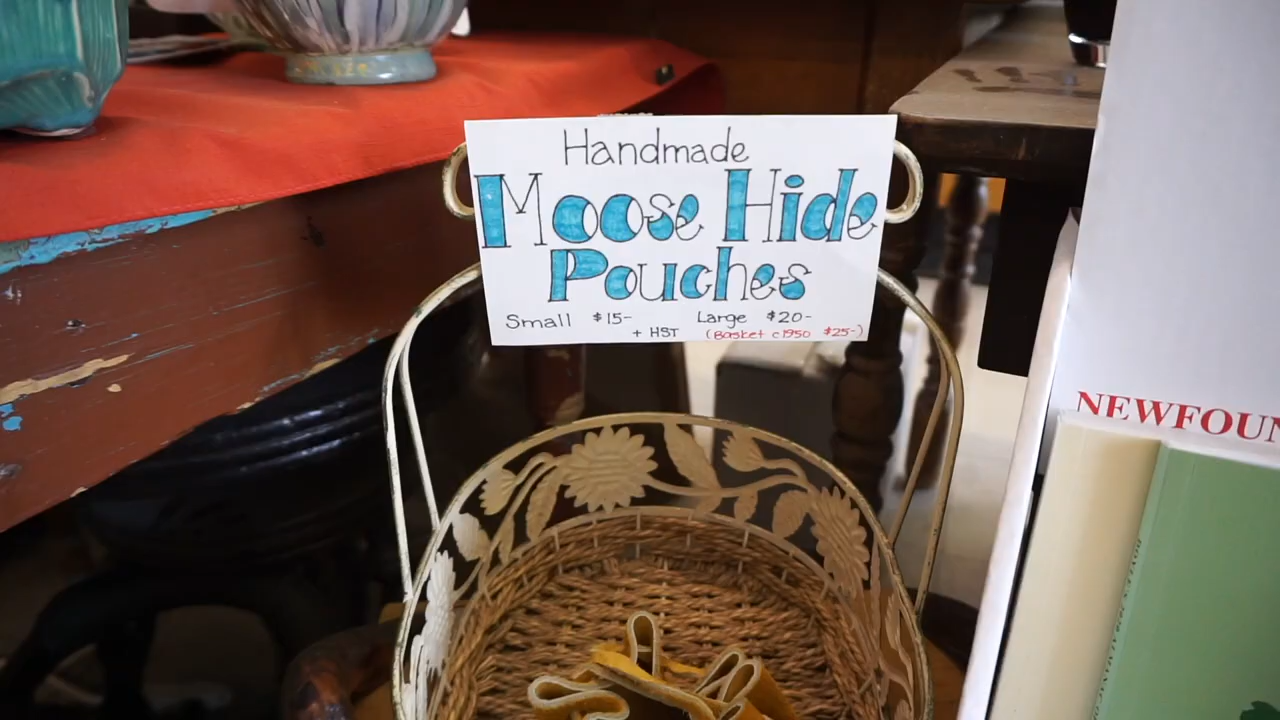 Handmade
Moose Hide
Pouches
Small $15- Large $20-
+ HST (Basket c1950 $25-)
NEWFOUN